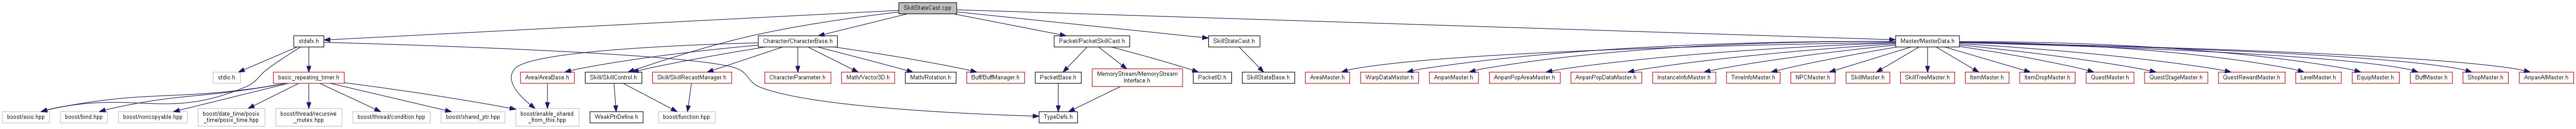 SkillStateCast.cpp
stdafx.h
Character/CharacterBase.h
Packet/PacketSkillCast.h
SkillStateCast.h
Master/MasterData.h
stdio.h
basic_repeating_timer.h
Area/AreaBase.h
Skill/SkillControl.h
Skill/SkillRecastManager.h
CharacterParameter.h
Math/Vector3D.h
Math/Rotation.h
Buff/BuffManager.h
PacketBase.h
MemoryStream/MemoryStream
Interface.h
PacketID.h
SkillStateBase.h
AreaMaster.h
WarpDataMaster.h
AnpanMaster.h
AnpanPopAreaMaster.h
AnpanPopDataMaster.h
InstanceInfoMaster.h
TimeInfoMaster.h
NPCMaster.h
SkillMaster.h
SkillTreeMaster.h
ItemMaster.h
ItemDropMaster.h
QuestMaster.h
QuestStageMaster.h
QuestRewardMaster.h
LevelMaster.h
EquipMaster.h
BuffMaster.h
ShopMaster.h
AnpanAIMaster.h
boost/asio.hpp
boost/bind.hpp
boost/noncopyable.hpp
boost/date_time/posix
_time/posix_time.hpp
boost/thread/recursive
_mutex.hpp
boost/thread/condition.hpp
boost/shared_ptr.hpp
boost/enable_shared
_from_this.hpp
WeakPtrDefine.h
boost/function.hpp
TypeDefs.h